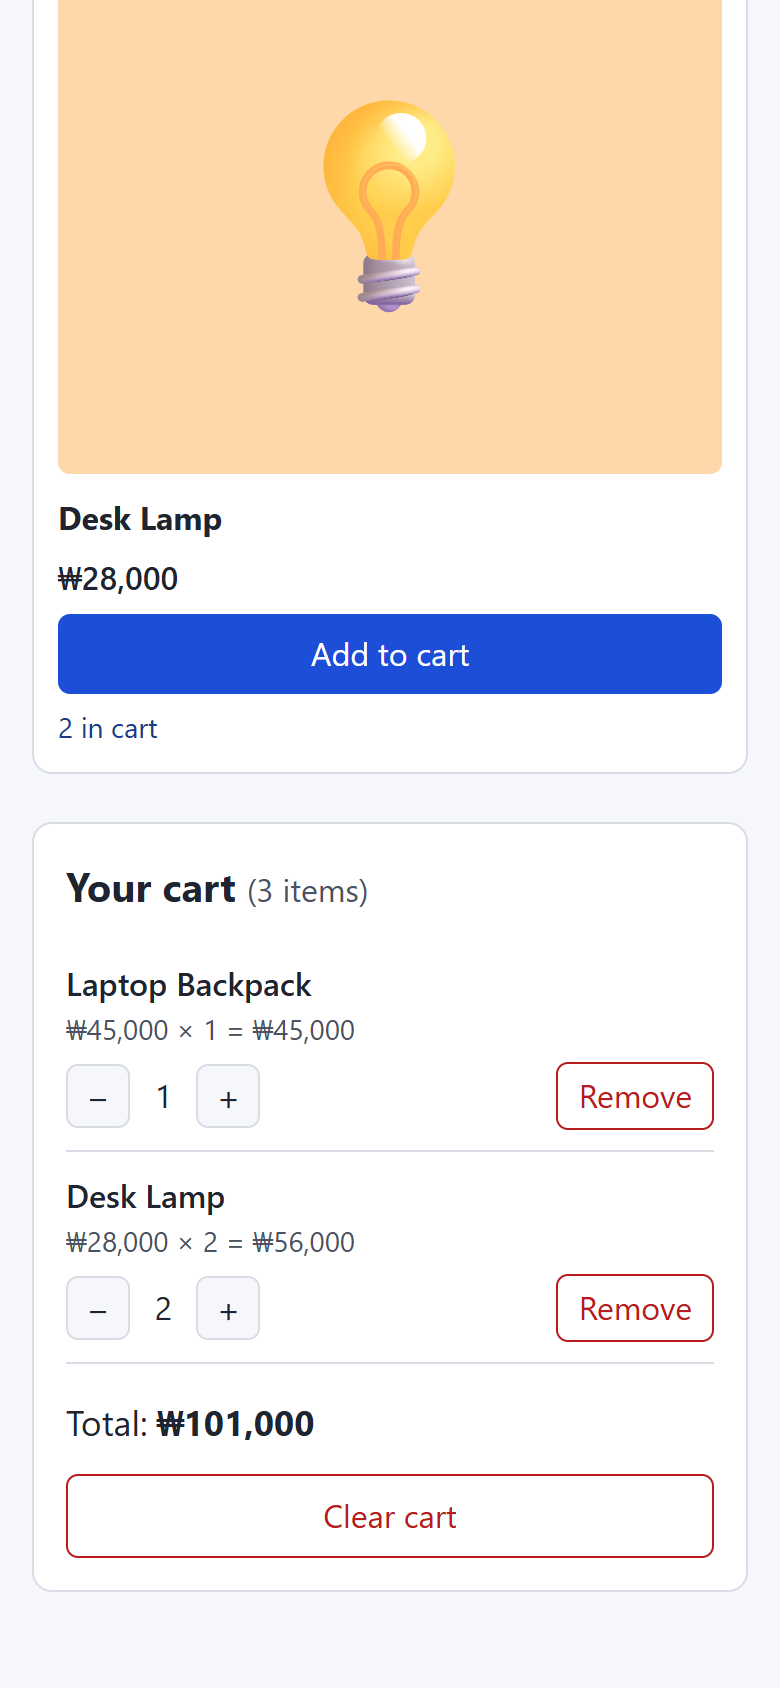 Desk Lamp
₩28,000
Add to cart
2 in cart
Your cart (3 items)
Laptop Backpack
₩45,000 × 1 = ₩45,000
− 1 + Remove
Desk Lamp
₩28,000 × 2 = ₩56,000
− 2 + Remove
Total: ₩101,000
Clear cart